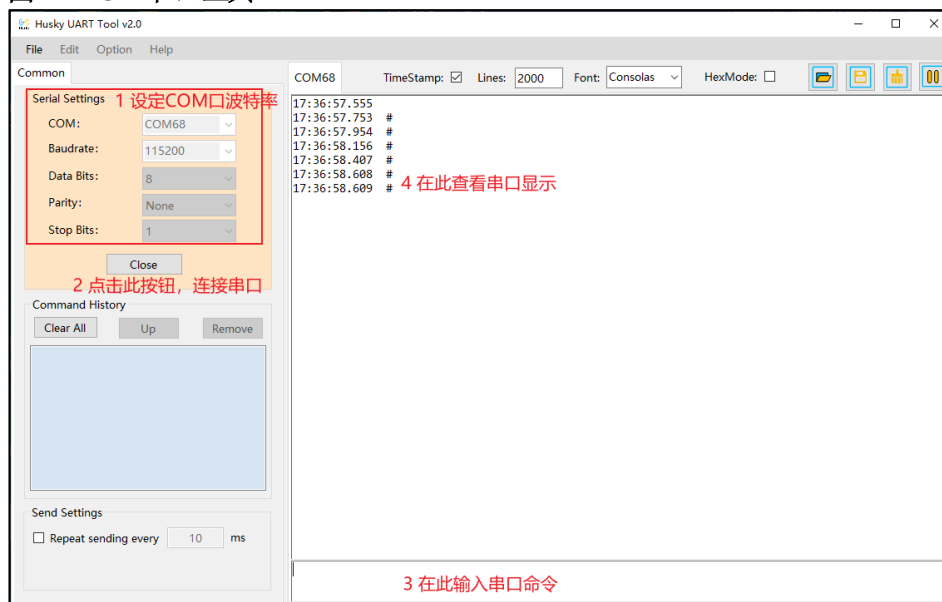 Husky UART Tool v2.0
File Edit Option Help
Common
Serial Settings
1 设定COM口波特率
COM: COM68
Baudrate: 115200
Data Bits: 8
Parity: None
Stop Bits: 1
Close
2 点击此按钮，连接串口
Command History
Clear All Up Remove
Send Settings
Repeat sending every 10 ms
COM68 TimeStamp: Lines: 2000 Font: Consolas HexMode:
17:36:57.555
17:36:57.753 #
17:36:57.954 #
17:36:58.156 #
17:36:58.407 #
17:36:58.608 #
17:36:58.609 #
4 在此查看串口显示
3 在此输入串口命令